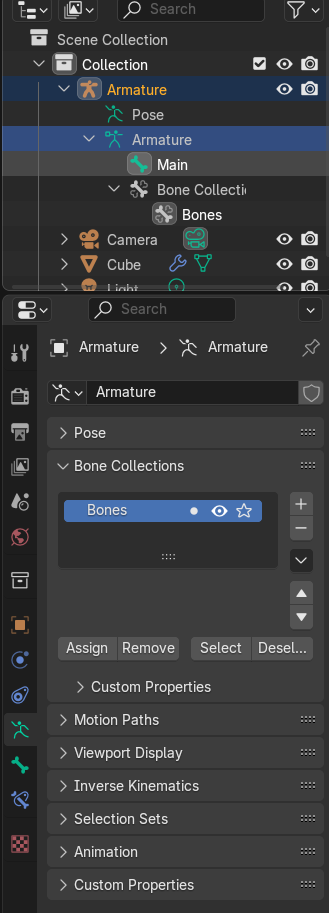 Search
Scene Collection
Collection
Armature
Pose
Armature
Main
Bone Collecti
Bones
Camera
Cube
Light
Search
Armature > Armature
Armature
Pose
Bone Collections
Bones
Assign Remove Select Desel...
Custom Properties
Motion Paths
Viewport Display
Inverse Kinematics
Selection Sets
Animation
Custom Properties